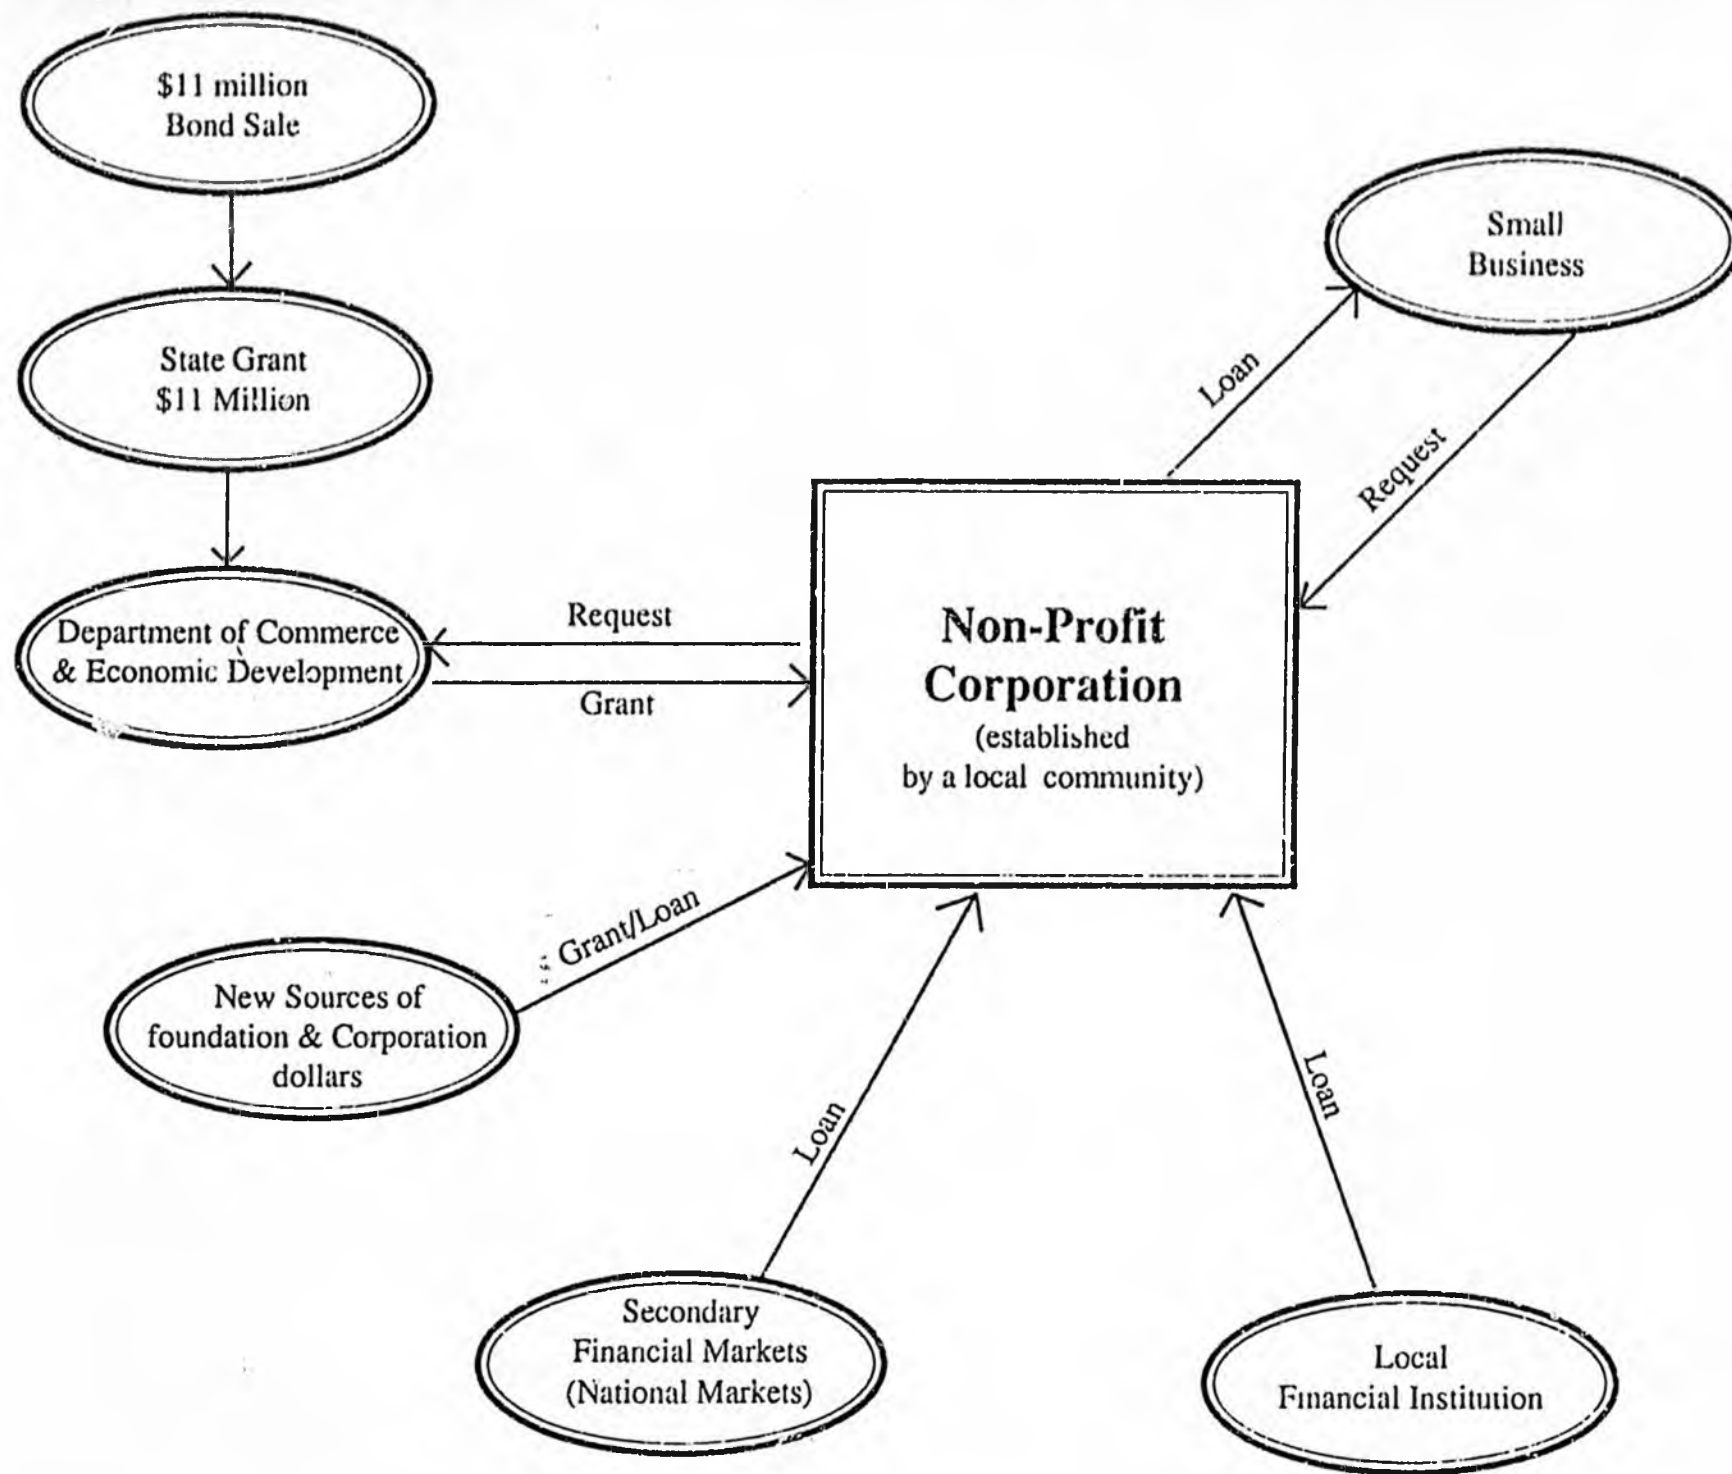 $11 million
Bond Sale
State Grant
$11 Million
Department of Commerce
& Economic Development
Request
Grant
Small
Business
Loan
Request
Non-Profit
Corporation
(established
by a local community)
Grant/Loan
New Sources of
foundation & Corporation
dollars
Loan
Loan
Secondary
Financial Markets
(National Markets)
Local
Financial Institution